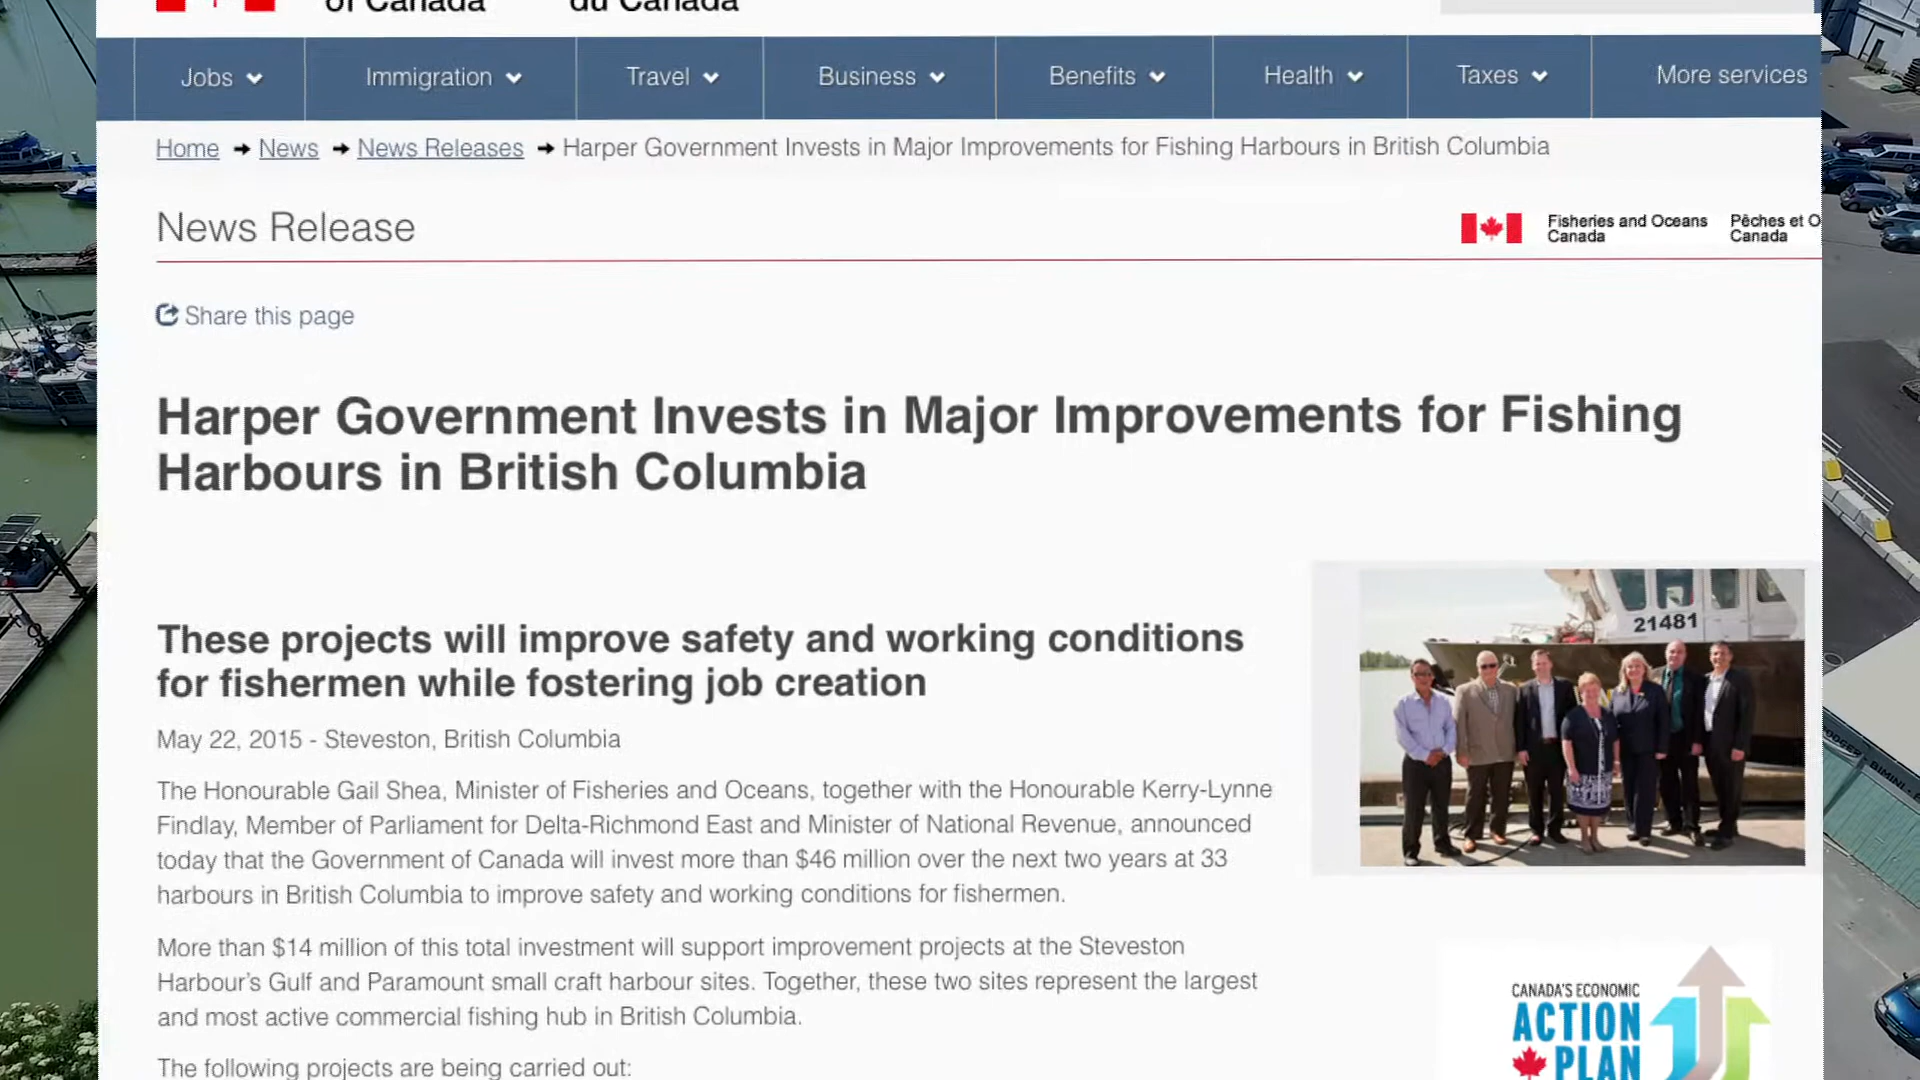 of Canada du Canada
Jobs Immigration Travel Business Benefits Health Taxes More services
Home News News Releases Harper Government Invests in Major Improvements for Fishing Harbours in British Columbia
News Release
Fisheries and Oceans Pêches et O
Canada Canada
Share this page
Harper Government Invests in Major Improvements for Fishing
Harbours in British Columbia
These projects will improve safety and working conditions
for fishermen while fostering job creation
21481
May 22, 2015 - Steveston, British Columbia
The Honourable Gail Shea, Minister of Fisheries and Oceans, together with the Honourable Kerry-Lynne
Findlay, Member of Parliament for Delta-Richmond East and Minister of National Revenue, announced
today that the Government of Canada will invest more than $46 million over the next two years at 33
harbours in British Columbia to improve safety and working conditions for fishermen.
More than $14 million of this total investment will support improvement projects at the Steveston
Harbour's Gulf and Paramount small craft harbour sites. Together, these two sites represent the largest
and most active commercial fishing hub in British Columbia.
The following projects are being carried out:
CANADA'S ECONOMIC
ACTION
PLAN